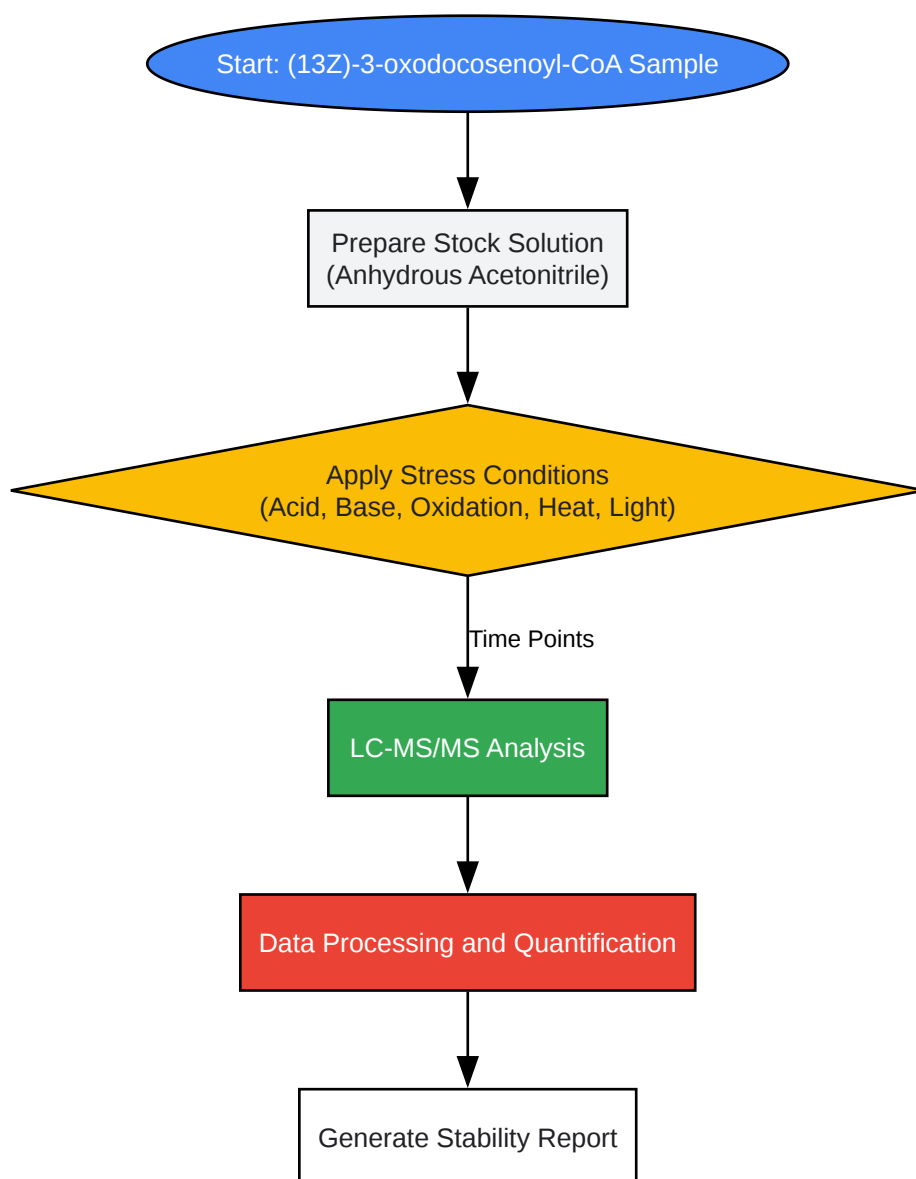 Start: (13Z)-3-oxodocosenoyl-CoA Sample
Prepare Stock Solution
(Anhydrous Acetonitrile)
Apply Stress Conditions
(Acid, Base, Oxidation, Heat, Light)
Time Points
LC-MS/MS Analysis
Data Processing and Quantification
Generate Stability Report